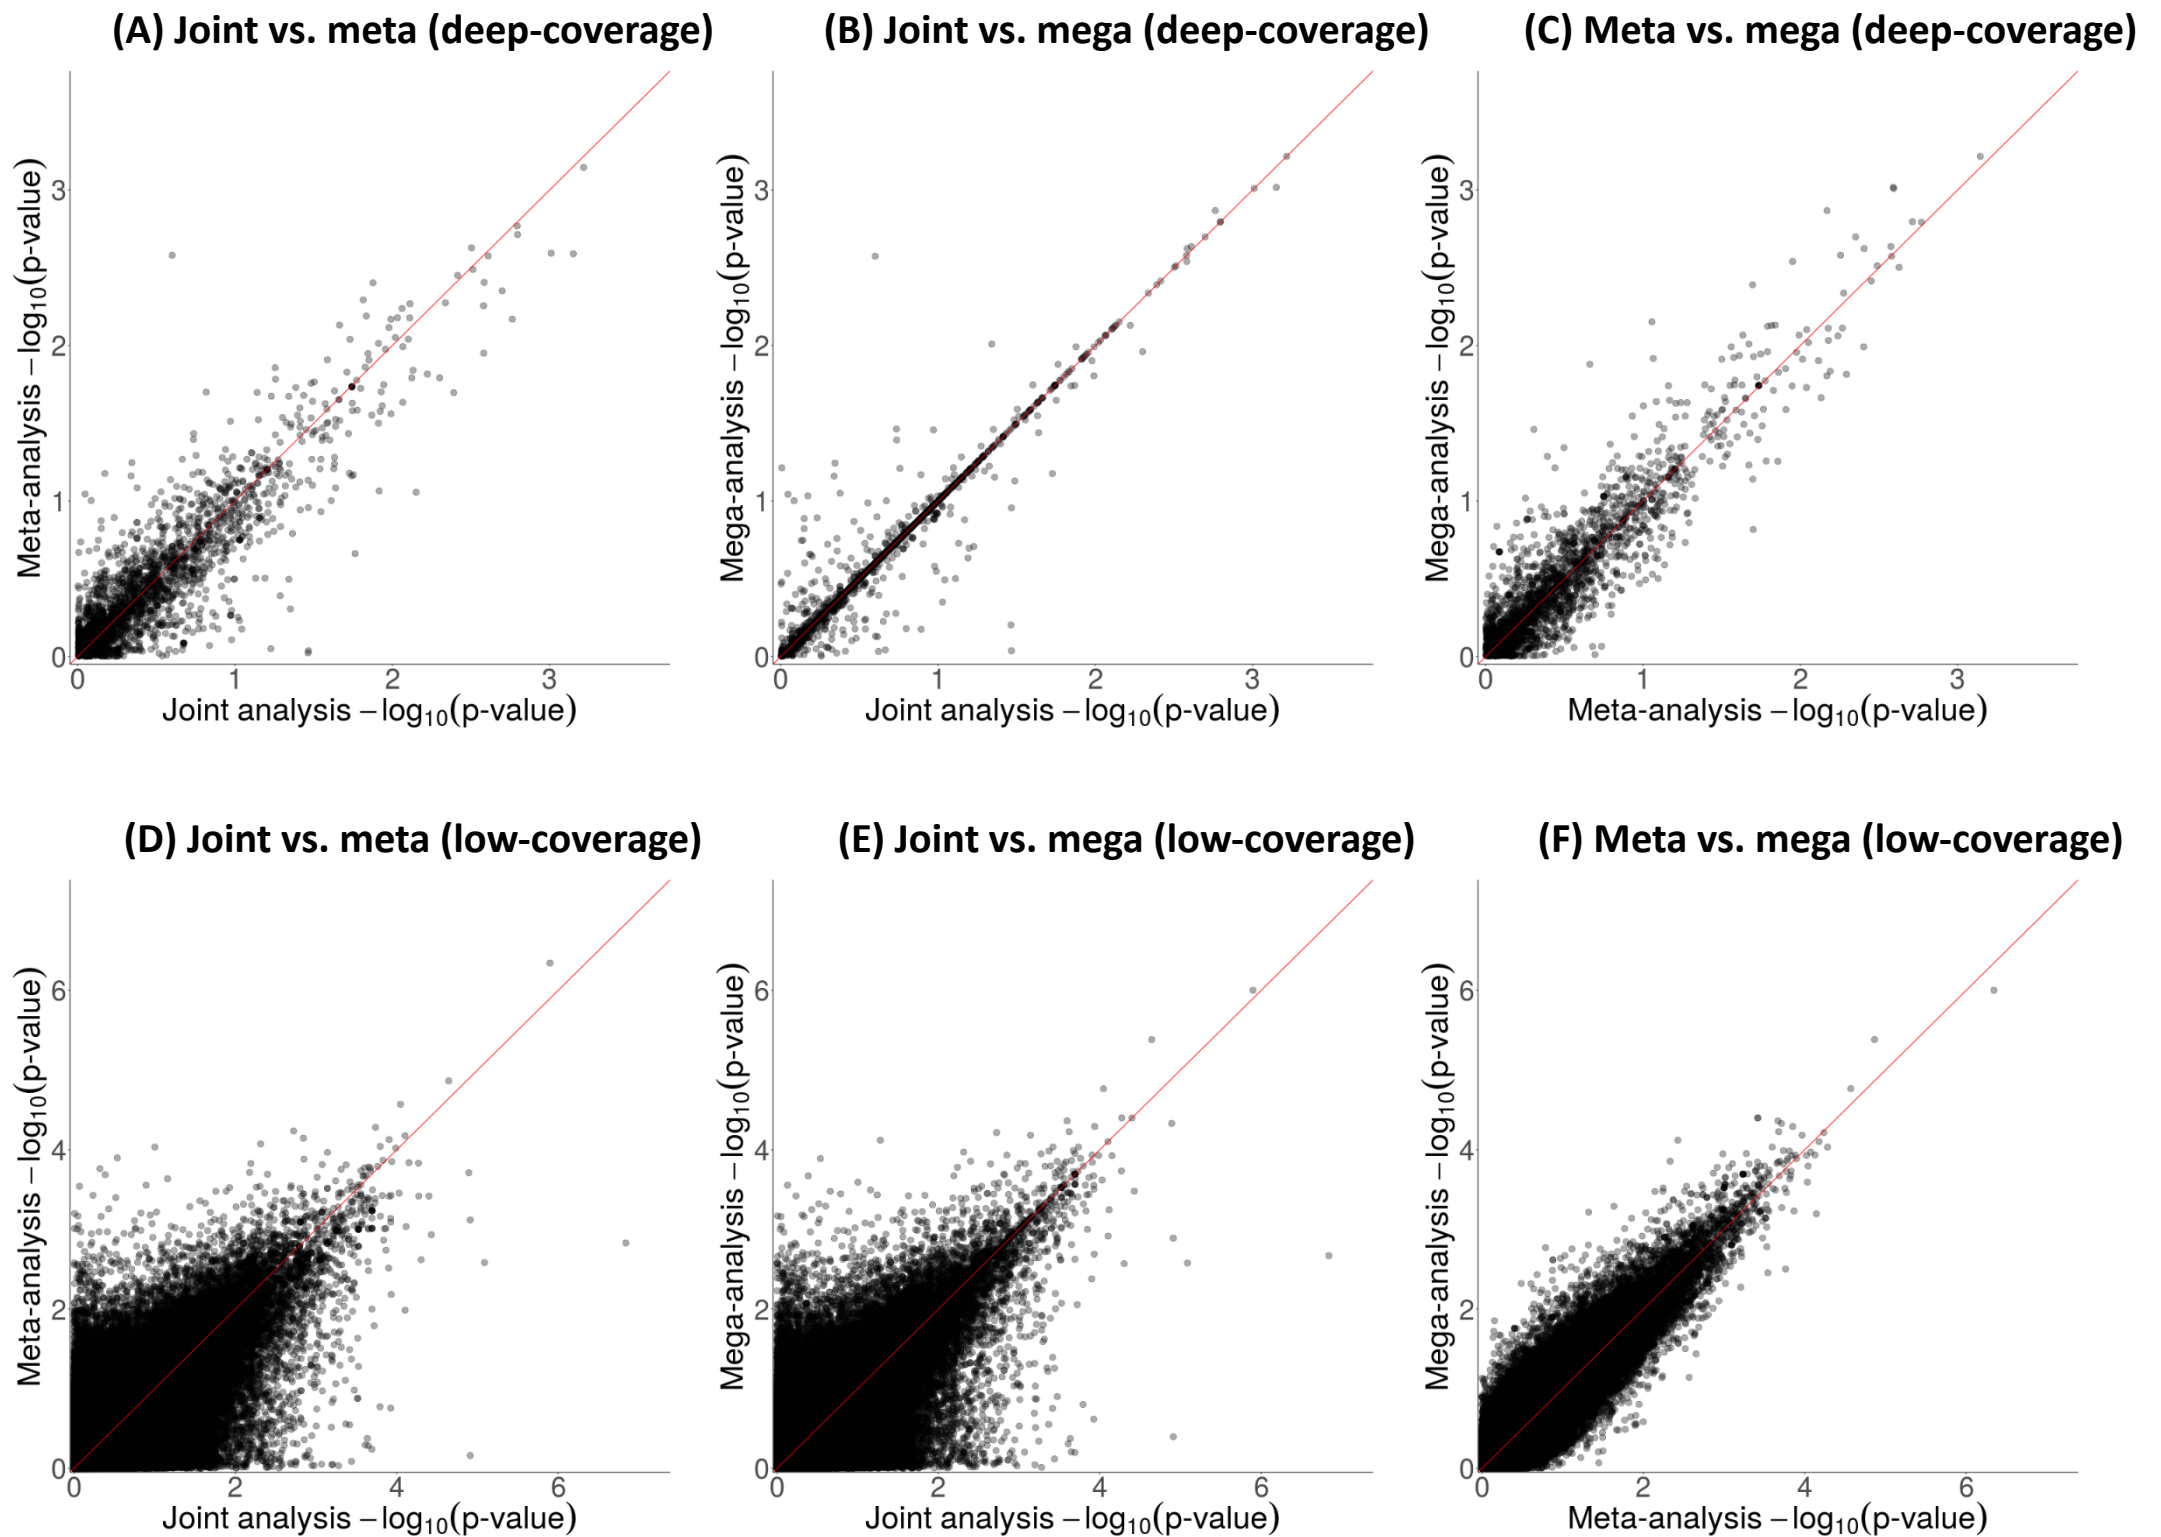 (A) Joint vs. meta (deep-coverage)
Meta-analysis −log10(p-value)
3
2
1
0
0 1 2 3
Joint analysis −log10(p-value)
(B) Joint vs. mega (deep-coverage)
Mega-analysis −log10(p-value)
3
2
1
0
0 1 2 3
Joint analysis −log10(p-value)
(C) Meta vs. mega (deep-coverage)
Mega-analysis −log10(p-value)
3
2
1
0
0 1 2 3
Meta-analysis −log10(p-value)
(D) Joint vs. meta (low-coverage)
Meta-analysis −log10(p-value)
6
4
2
0
0 2 4 6
Joint analysis −log10(p-value)
(E) Joint vs. mega (low-coverage)
Mega-analysis −log10(p-value)
6
4
2
0
0 2 4 6
Joint analysis −log10(p-value)
(F) Meta vs. mega (low-coverage)
Mega-analysis −log10(p-value)
6
4
2
0
0 2 4 6
Meta-analysis −log10(p-value)